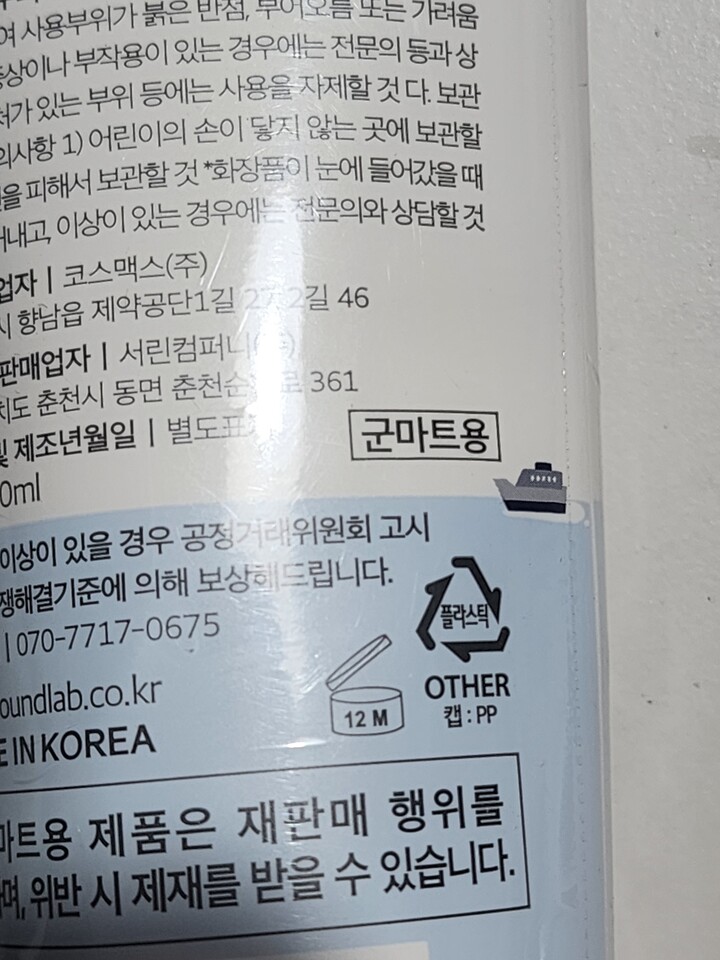 여 사용부위가 붉은 반점, 부어오름 또는 가려움
증상이나 부작용이 있는 경우에는 전문의 등과 상
처가 있는 부위 등에는 사용을 자제할 것 다. 보관
의사항 1) 어린이의 손이 닿지 않는 곳에 보관할
을 피해서 보관할 것 *화장품이 눈에 들어갔을 때
어내고, 이상이 있는 경우에는 전문의와 상담할 것
업자 | 코스맥스(주)
시 향남읍 제약공단1길 27, 2길 46
판매업자 | 서린컴퍼니(주)
치도 춘천시 동면 춘천순환로 361
및 제조년월일 | 별도표기
군마트용
0ml
이상이 있을 경우 공정거래위원회 고시
쟁해결기준에 의해 보상해드립니다.
| 070-7717-0675
플라스틱
oundlab.co.kr
12 M
OTHER
캡 : PP
E IN KOREA
마트용 제품은 재판매 행위를
며, 위반 시 제재를 받을 수 있습니다.